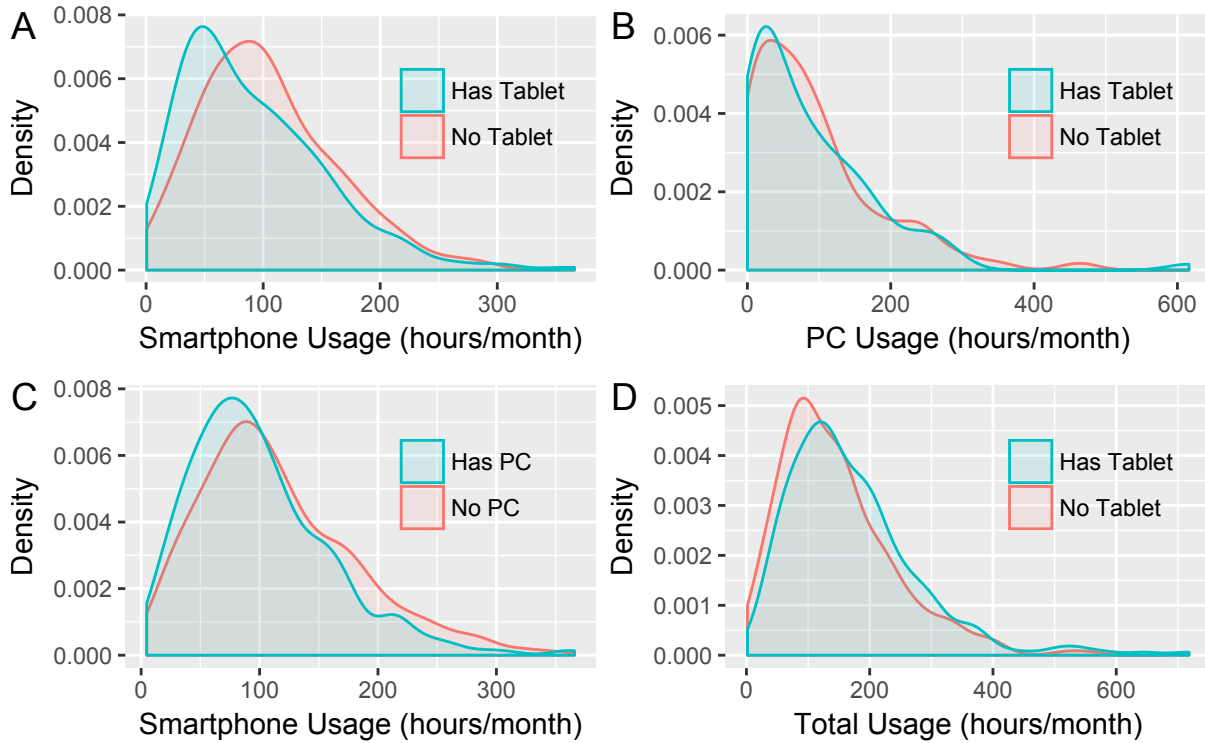 A
0.008
0.006
0.004
0.002
0.000
Density
Has Tablet
No Tablet
0
100
200
300
Smartphone Usage (hours/month)
B
0.006
0.004
0.002
0.000
Density
Has Tablet
No Tablet
0
200
400
600
PC Usage (hours/month)
C
0.008
0.006
0.004
0.002
0.000
Density
Has PC
No PC
0
100
200
300
Smartphone Usage (hours/month)
D
0.005
0.004
0.003
0.002
0.001
0.000
Density
Has Tablet
No Tablet
0
200
400
600
Total Usage (hours/month)